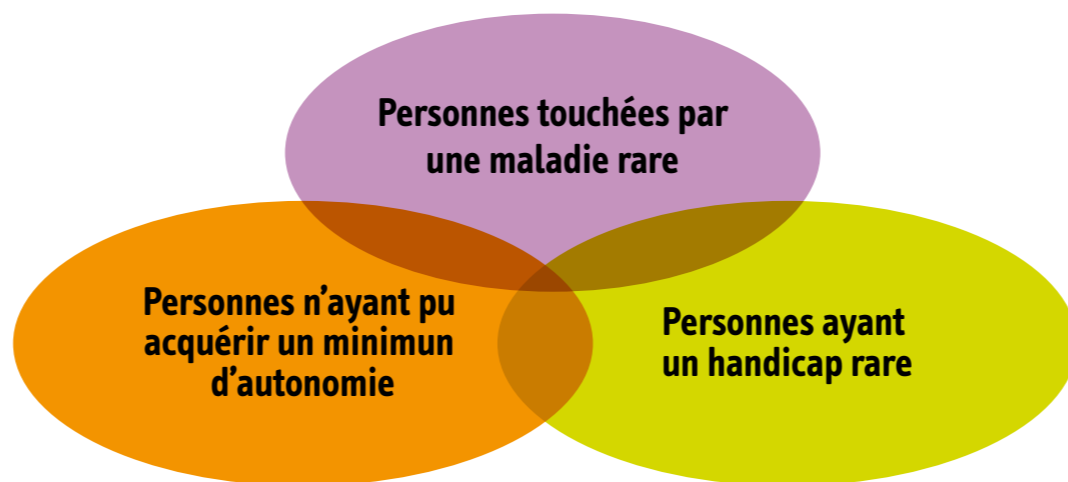 Personnes touchées par
une maladie rare
Personnes n’ayant pu
acquérir un minimun
d’autonomie
Personnes ayant
un handicap rare